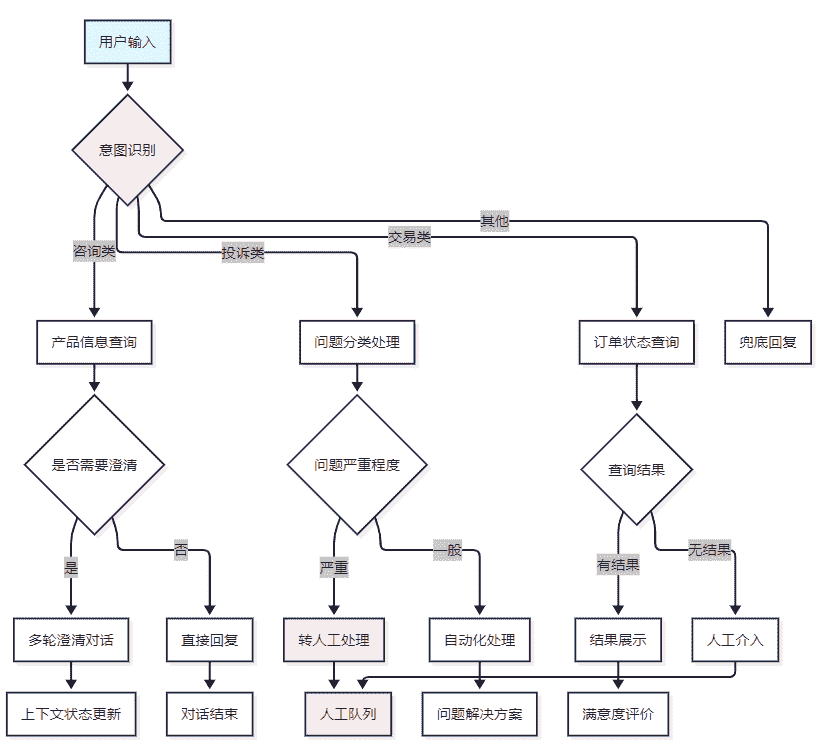 用户输入
意图识别
其他
交易类
咨询类
投诉类
产品信息查询
问题分类处理
订单状态查询
兜底回复
是否需要澄清
问题严重程度
查询结果
否
一般
无结果
是
严重
有结果
多轮澄清对话
直接回复
转人工处理
自动化处理
结果展示
人工介入
上下文状态更新
对话结束
人工队列
问题解决方案
满意度评价